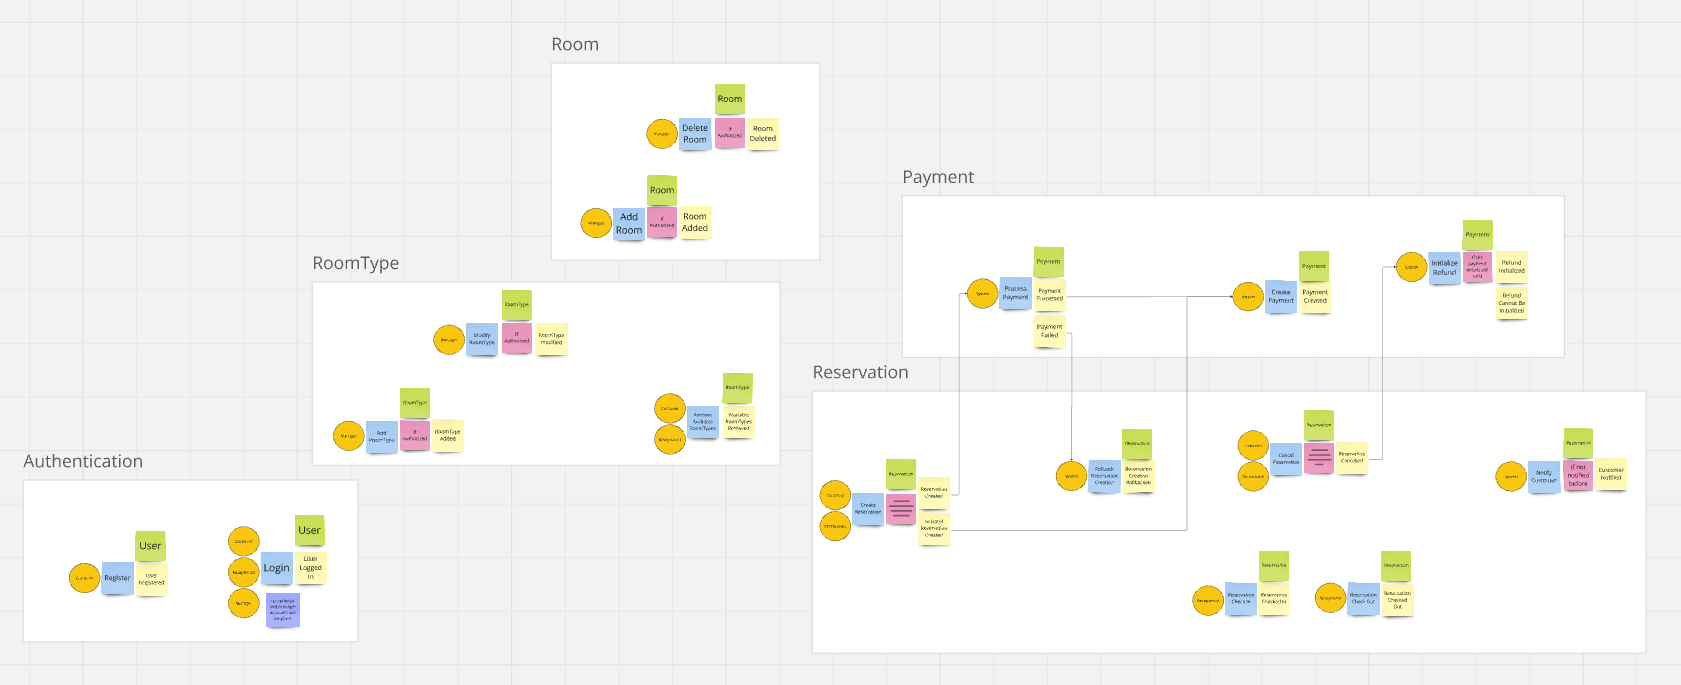 Room
Room
Manager
Delete
Room
If
Authorized
Room
Deleted
Room
Manager
Add
Room
If
Authorized
Room
Added
RoomType
RoomType
Manager
Modify
RoomType
If
Authorized
RoomType
modified
RoomType
Manager
Add
RoomType
If
Authorized
RoomType
Added
RoomType
Customer
Receptionist
Retrieve
Available
RoomTypes
Available
RoomTypes
Retrieved
Authentication
User
Customer
Register
User
Registered
User
Customer
Receptionist
Manager
Login
User
Logged
In
Payment
Payment
System
Process
Payment
Payment
Processed
Payment
Failed
Payment
System
Create
Payment
Payment
Created
Payment
System
Initialize
Refund
Refund
Initialized
Refund
Cannot Be
Initialized
Reservation
Reservation
Customer
Receptionist
Create
Reservation
Reservation
Created
Reservation
Created
Reservation
System
Rollback
Reservation
Creation
Reservation
Creation
Rollbacked
Reservation
Customer
Receptionist
Cancel
Reservation
Reservation
Canceled
Reservation
System
Notify
Customer
If not
notified
before
Customer
Notified
Reservation
Receptionist
Reservation
Check In
Reservation
Checked In
Reservation
Receptionist
Reservation
Check Out
Reservation
Checked
Out